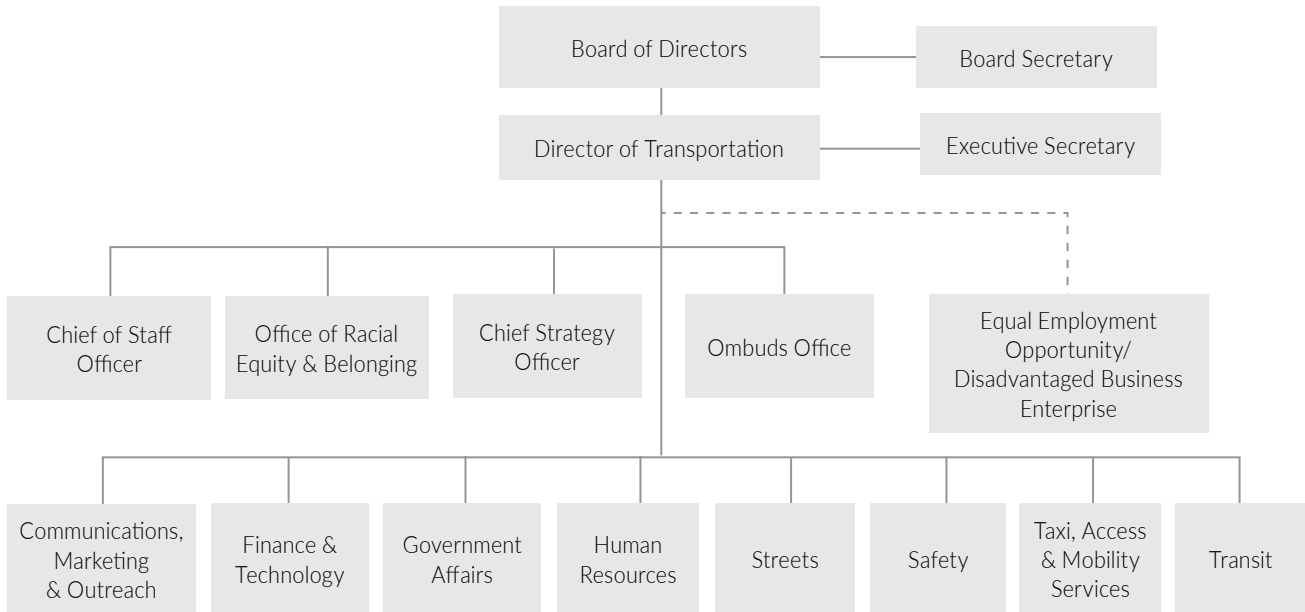 Board of Directors
Board Secretary
Director of Transportation
Executive Secretary
Chief of Staff
Officer
Office of Racial
Equity & Belonging
Chief Strategy
Officer
Ombuds Office
Equal Employment
Opportunity/
Disadvantaged Business
Enterprise
Communications,
Marketing
& Outreach
Finance &
Technology
Government
Affairs
Human
Resources
Streets
Safety
Taxi, Access
& Mobility
Services
Transit